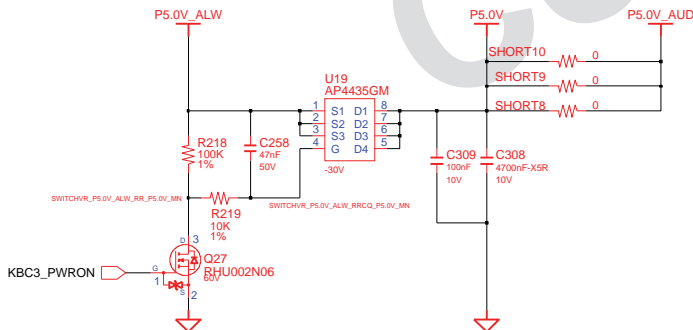 P5.0V_ALW
P5.0V
P5.0V_AUD
SHORT10 0
SHORT9 0
SHORT8 0
U19
AP4435GM
1 S1 D1 8
2 S2 D2 7
3 S3 D3 6
4 G D4 5
-30V
R218
100K
1%
C258
47nF
50V
C309
100nF
10V
C308
4700nF-X5R
10V
SWITCHVR_P5.0V_ALW_RR_P5.0V_MN
SWITCHVR_P5.0V_ALW_RRCQ_P5.0V_MN
R219
10K
1%
D 3
Q27
RHU002N06
60V
KBC3_PWRON
G
1
S
2